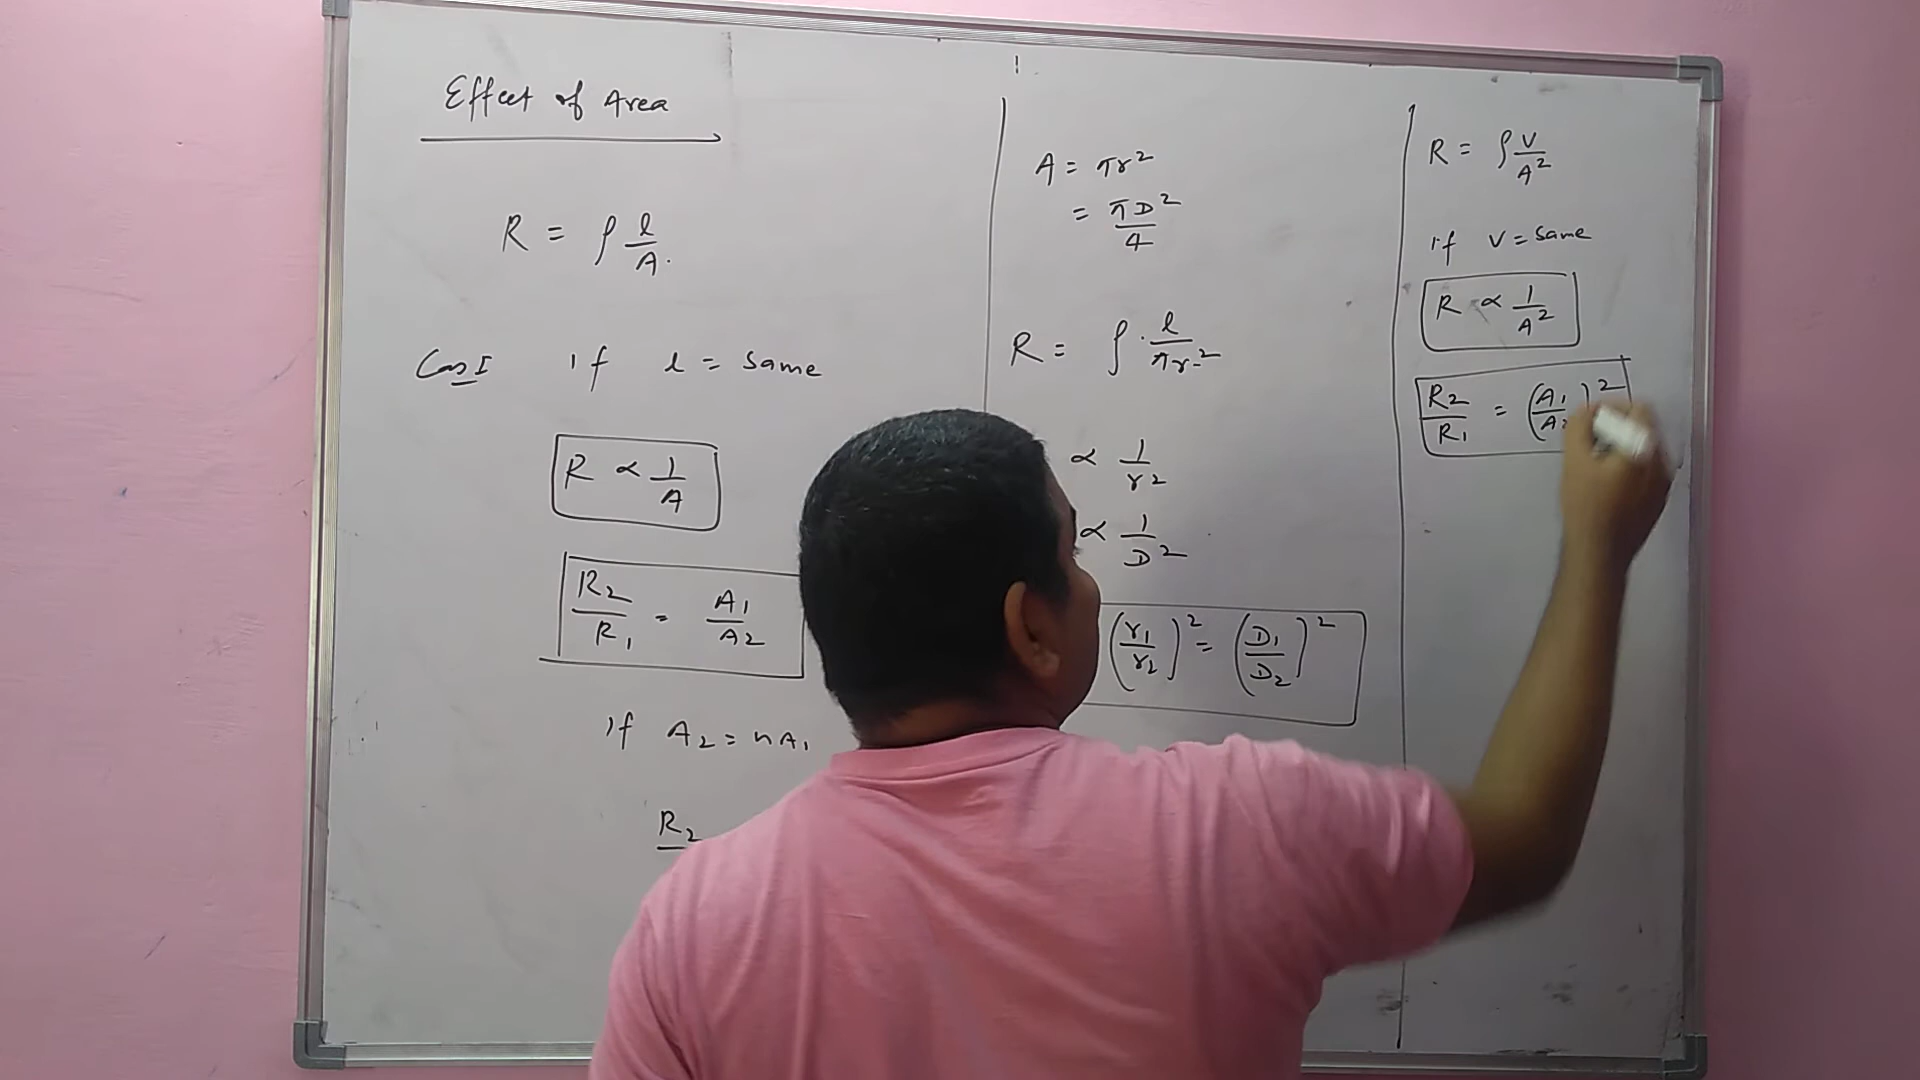 Effect of Area
R = ρ l/A.
Cas I if l = same
R ∝ 1/A
R₂/R₁ = A₁/A₂
if A₂ = nA₁
R₂
A = πr²
= πD²/4
R = ρ · l/πr²
∝ 1/r²
∝ 1/D²
(r₁/r₂)² = (D₁/D₂)²
R = ρ V/A²
if V = same
R ∝ 1/A²
R₂/R₁ = (A₁/A₂)²